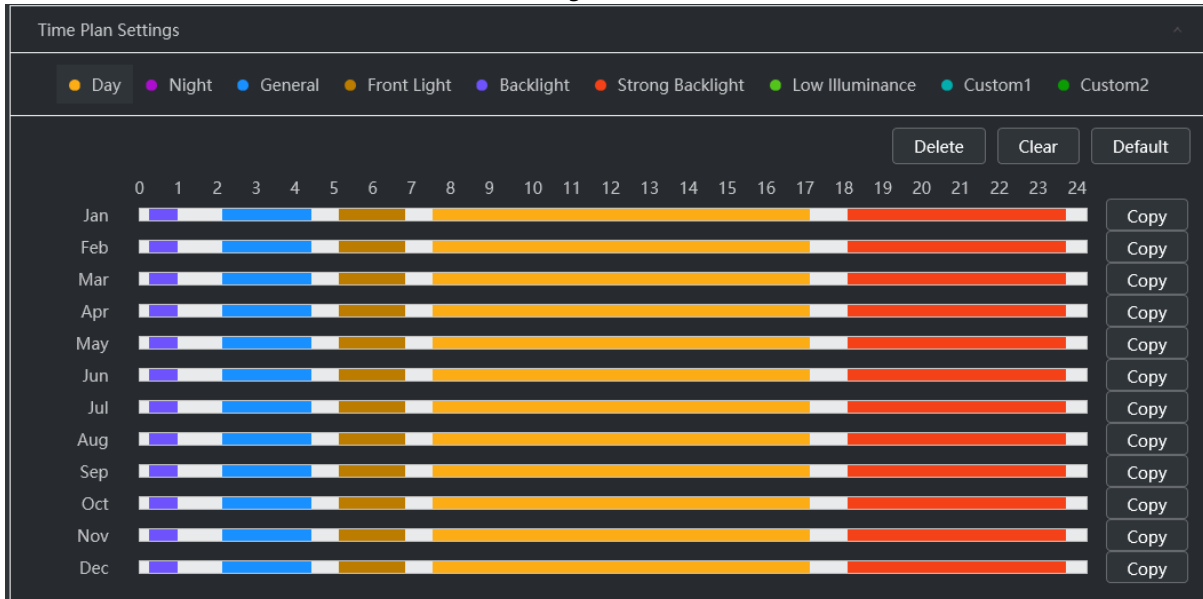 Time Plan Settings
Day Night General Front Light Backlight Strong Backlight Low Illuminance Custom1 Custom2
Delete Clear Default
0 1 2 3 4 5 6 7 8 9 10 11 12 13 14 15 16 17 18 19 20 21 22 23 24
Jan Copy
Feb Copy
Mar Copy
Apr Copy
May Copy
Jun Copy
Jul Copy
Aug Copy
Sep Copy
Oct Copy
Nov Copy
Dec Copy